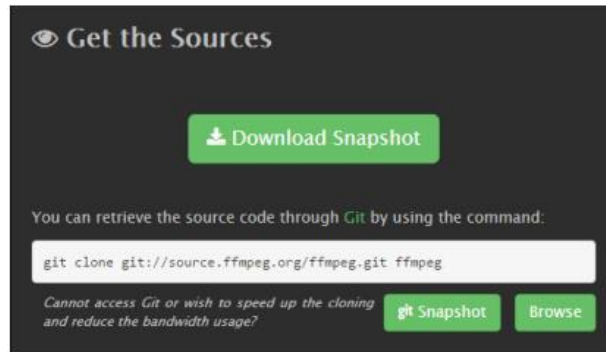 Get the Sources
Download Snapshot
You can retrieve the source code through Git by using the command:
git clone git://source.ffmpeg.org/ffmpeg.git ffmpeg
Cannot access Git or wish to speed up the cloning
and reduce the bandwidth usage?
git Snapshot
Browse